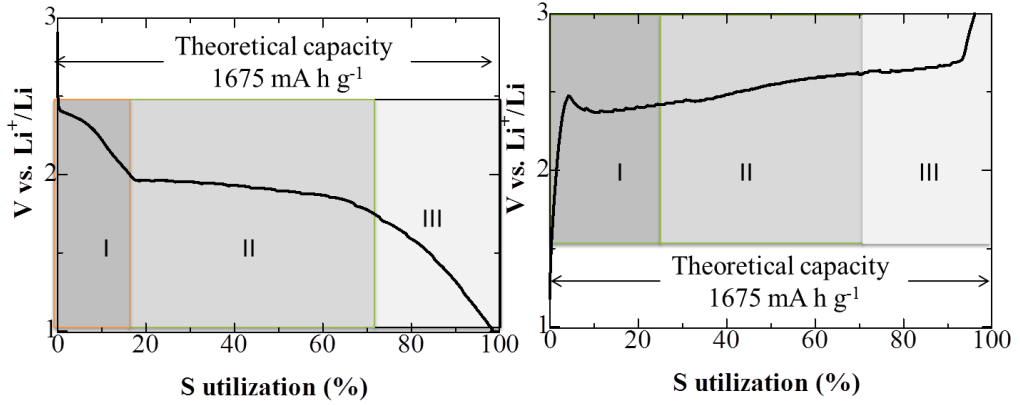 3
Theoretical capacity
1675 mA h g-1
V vs. Li+/Li
2
I
II
III
1
0
20
40
60
80
100
S utilization (%)
3
V vs. Li+/Li
2
I
II
III
Theoretical capacity
1675 mA h g-1
1
0
20
40
60
80
100
S utilization (%)